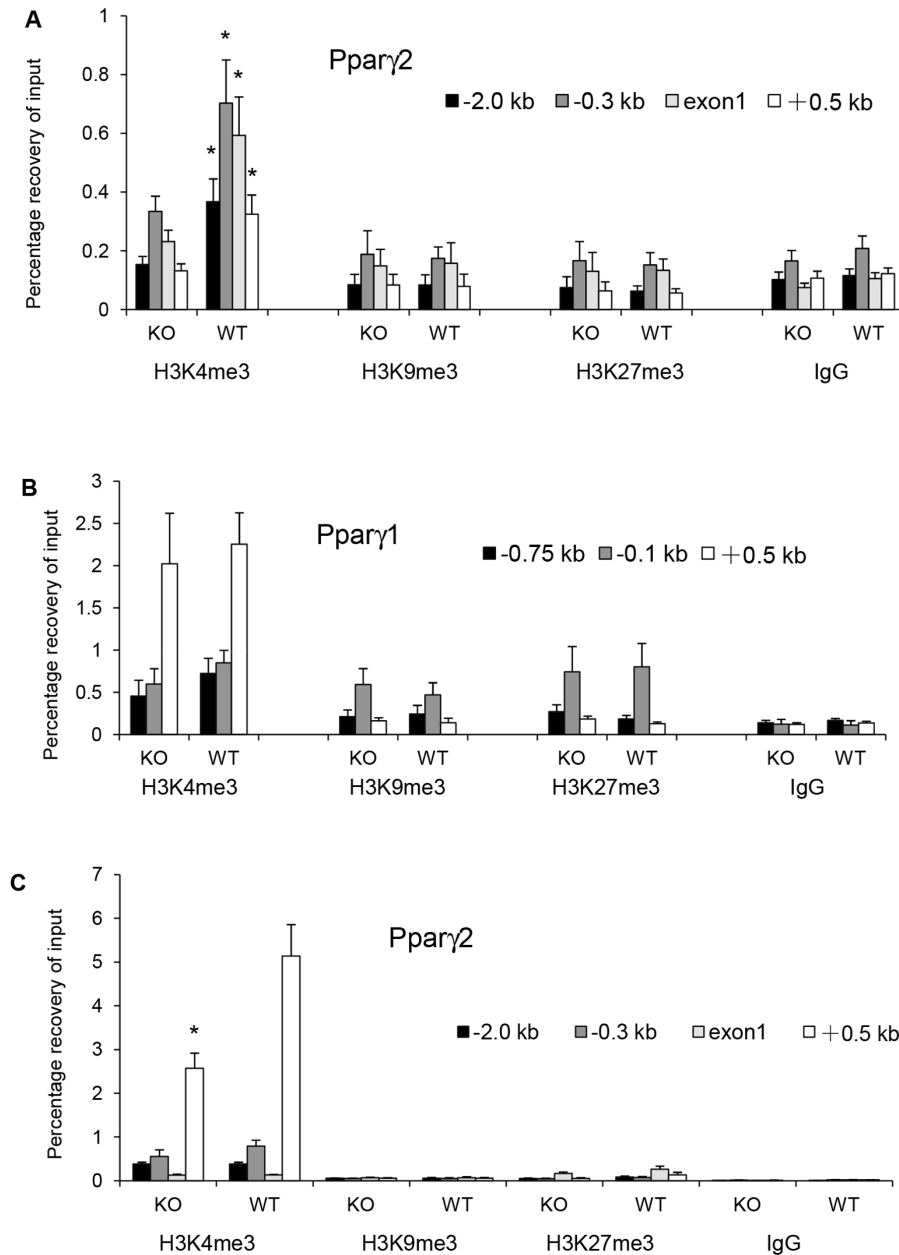 A
Pparγ2
Percentage recovery of input
1
0.8
0.6
0.4
0.2
0
-2.0 kb -0.3 kb exon1 +0.5 kb
* * * *
KO WT KO WT KO WT KO WT
H3K4me3 H3K9me3 H3K27me3 IgG
B
Pparγ1
Percentage recovery of input
3
2.5
2
1.5
1
0.5
0
-0.75 kb -0.1 kb +0.5 kb
KO WT KO WT KO WT KO WT
H3K4me3 H3K9me3 H3K27me3 IgG
C
Pparγ2
Percentage recovery of input
7
6
5
4
3
2
1
0
-2.0 kb -0.3 kb exon1 +0.5 kb
*
KO WT KO WT KO WT KO WT
H3K4me3 H3K9me3 H3K27me3 IgG